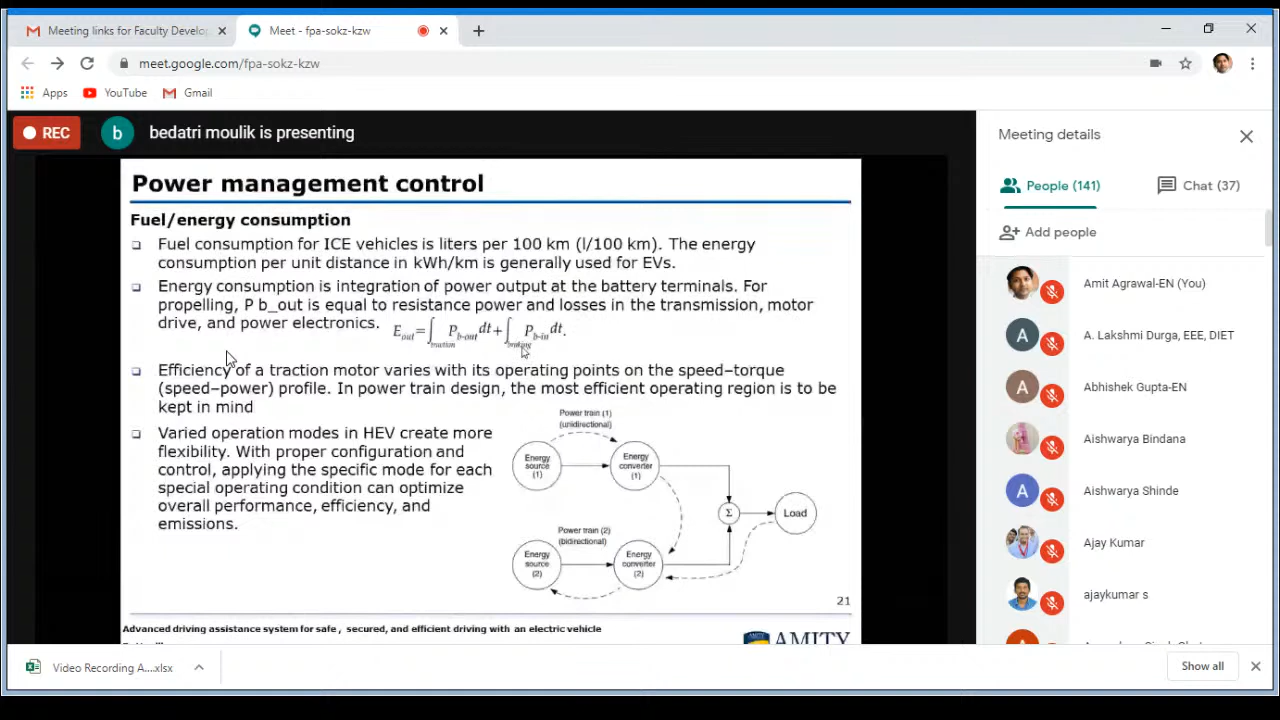 Meeting links for Faculty Develop
Meet - fpa-sokz-kzw
meet.google.com/fpa-sokz-kzw
Apps
YouTube
Gmail
REC
b
bedatri moulik is presenting
Power management control
Fuel/energy consumption
Fuel consumption for ICE vehicles is liters per 100 km (l/100 km). The energy
consumption per unit distance in kWh/km is generally used for EVs.
Energy consumption is integration of power output at the battery terminals. For
propelling, P b_out is equal to resistance power and losses in the transmission, motor
drive, and power electronics.
E_out = ∫_traction P_b-out dt + ∫_braking P_b-in dt.
Efficiency of a traction motor varies with its operating points on the speed–torque
(speed–power) profile. In power train design, the most efficient operating region is to be
kept in mind
Varied operation modes in HEV create more
flexibility. With proper configuration and
control, applying the specific mode for each
special operating condition can optimize
overall performance, efficiency, and
emissions.
Power train (1)
(unidirectional)
Energy
source
(1)
Energy
converter
(1)
Σ
Load
Power train (2)
(bidirectional)
Energy
source
(2)
Energy
converter
(2)
21
Advanced driving assistance system for safe , secured, and efficient driving with an electric vehicle
AMITY
Meeting details
People (141)
Chat (37)
Add people
Amit Agrawal-EN (You)
A
A. Lakshmi Durga, EEE, DIET
A
Abhishek Gupta-EN
Aishwarya Bindana
A
Aishwarya Shinde
Ajay Kumar
ajaykumar s
Video Recording A....xlsx
Show all